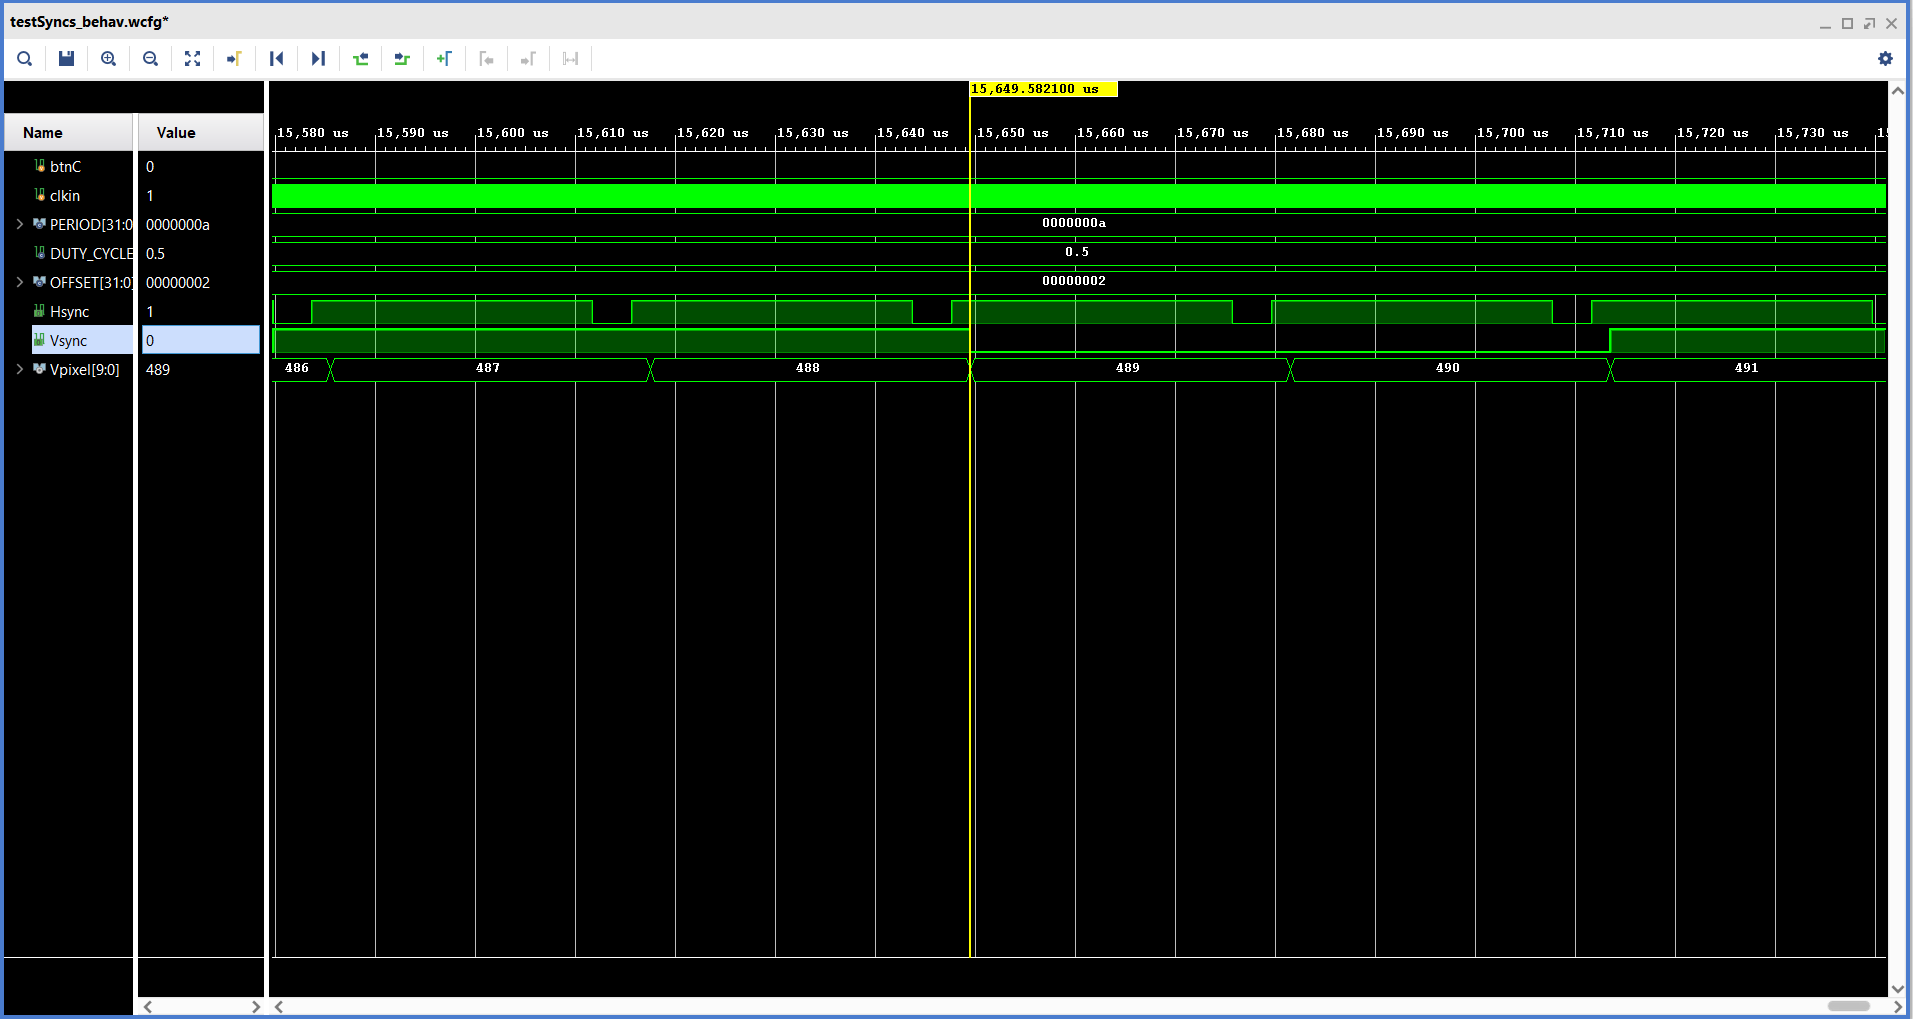 testSyncs_behav.wcfg*
15,649.582100 us
Name Value
15,580 us 15,590 us 15,600 us 15,610 us 15,620 us 15,630 us 15,640 us 15,650 us 15,660 us 15,670 us 15,680 us 15,690 us 15,700 us 15,710 us 15,720 us 15,730 us 15
btnC 0
clkin 1
PERIOD[31:0 0000000a 0000000a
DUTY_CYCLE 0.5 0.5
OFFSET[31:0] 00000002 00000002
Hsync 1
Vsync 0
Vpixel[9:0] 489 486 487 488 489 490 491